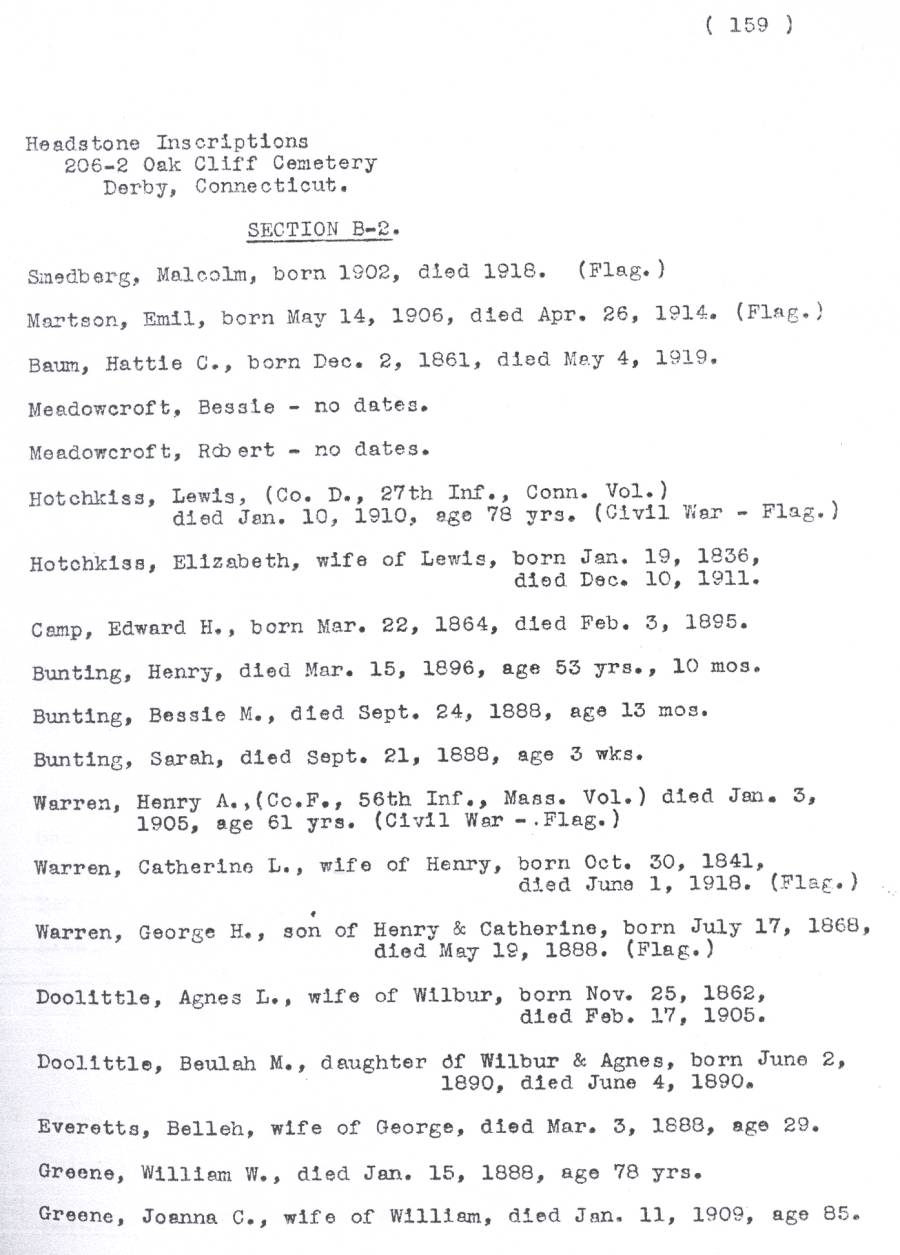 ( 159 )
Headstone Inscriptions
206-2 Oak Cliff Cemetery
Derby, Connecticut.
SECTION B-2.
Smedberg, Malcolm, born 1902, died 1918. (Flag.)
Martson, Emil, born May 14, 1906, died Apr. 26, 1914. (Flag.)
Baum, Hattie C., born Dec. 2, 1861, died May 4, 1919.
Meadowcroft, Bessie - no dates.
Meadowcroft, Robert - no dates.
Hotchkiss, Lewis, (Co. D., 27th Inf., Conn. Vol.)
died Jan. 10, 1910, age 78 yrs. (Civil War - Flag.)
Hotchkiss, Elizabeth, wife of Lewis, born Jan. 19, 1836,
died Dec. 10, 1911.
Camp, Edward H., born Mar. 22, 1864, died Feb. 3, 1895.
Bunting, Henry, died Mar. 15, 1896, age 53 yrs., 10 mos.
Bunting, Bessie M., died Sept. 24, 1888, age 13 mos.
Bunting, Sarah, died Sept. 21, 1888, age 3 wks.
Warren, Henry A.,(Co.F., 56th Inf., Mass. Vol.) died Jan. 3,
1905, age 61 yrs. (Civil War -.Flag.)
Warren, Catherine L., wife of Henry, born Oct. 30, 1841,
died June 1, 1918. (Flag.)
Warren, George H., son of Henry & Catherine, born July 17, 1868,
died May 19, 1888. (Flag.)
Doolittle, Agnes L., wife of Wilbur, born Nov. 25, 1862,
died Feb. 17, 1905.
Doolittle, Beulah M., daughter of Wilbur & Agnes, born June 2,
1890, died June 4, 1890.
Everetts, Belleh, wife of George, died Mar. 3, 1888, age 29.
Greene, William W., died Jan. 15, 1888, age 78 yrs.
Greene, Joanna C., wife of William, died Jan. 11, 1909, age 85.